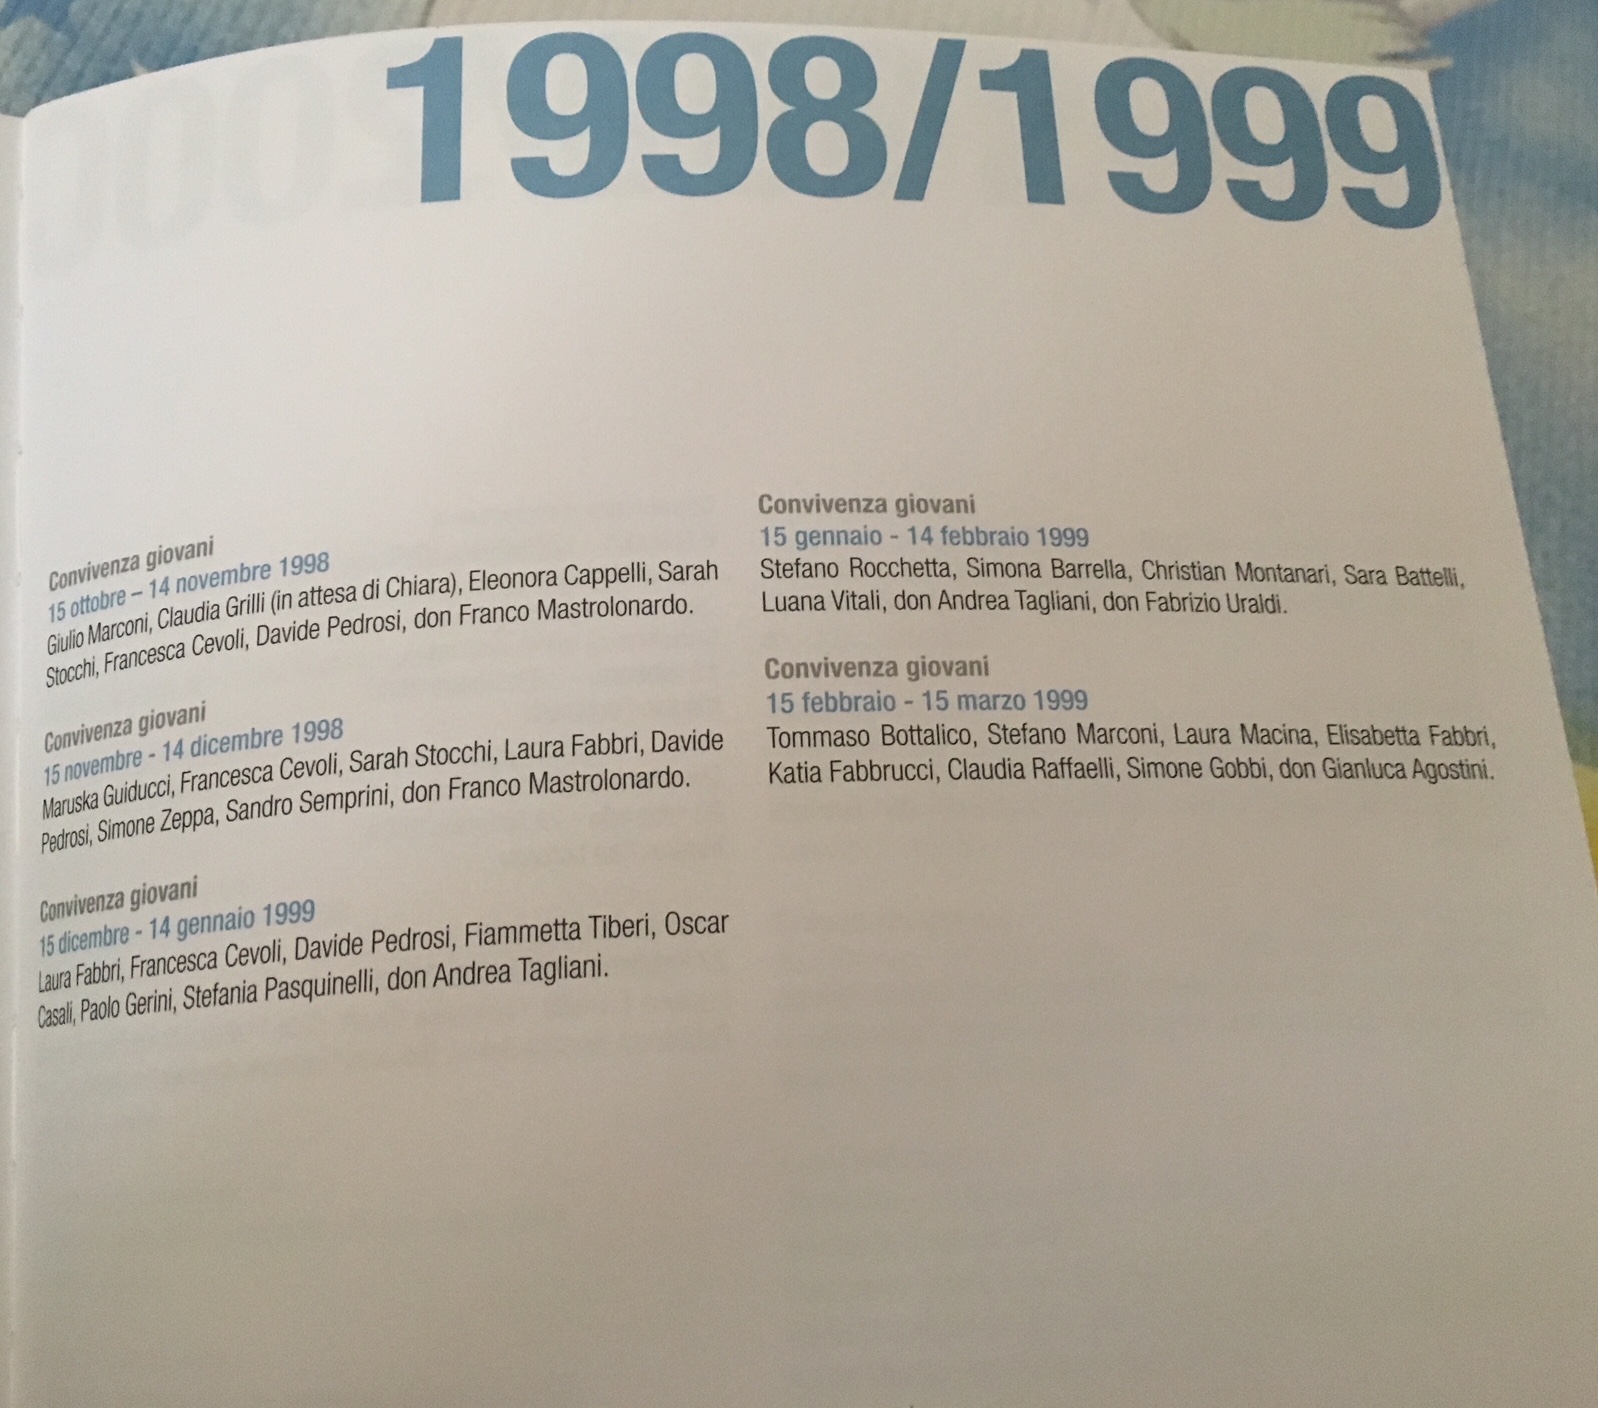 1998/1999
Convivenza giovani
15 ottobre – 14 novembre 1998
Giulio Marconi, Claudia Grilli (in attesa di Chiara), Eleonora Cappelli, Sarah
Stocchi, Francesca Cevoli, Davide Pedrosi, don Franco Mastrolonardo.
Convivenza giovani
15 novembre - 14 dicembre 1998
Maruska Guiducci, Francesca Cevoli, Sarah Stocchi, Laura Fabbri, Davide
Pedrosi, Simone Zeppa, Sandro Semprini, don Franco Mastrolonardo.
Convivenza giovani
15 dicembre - 14 gennaio 1999
Laura Fabbri, Francesca Cevoli, Davide Pedrosi, Fiammetta Tiberi, Oscar
Casali, Paolo Gerini, Stefania Pasquinelli, don Andrea Tagliani.
Convivenza giovani
15 gennaio - 14 febbraio 1999
Stefano Rocchetta, Simona Barrella, Christian Montanari, Sara Battelli,
Luana Vitali, don Andrea Tagliani, don Fabrizio Uraldi.
Convivenza giovani
15 febbraio - 15 marzo 1999
Tommaso Bottalico, Stefano Marconi, Laura Macina, Elisabetta Fabbri,
Katia Fabbrucci, Claudia Raffaelli, Simone Gobbi, don Gianluca Agostini.